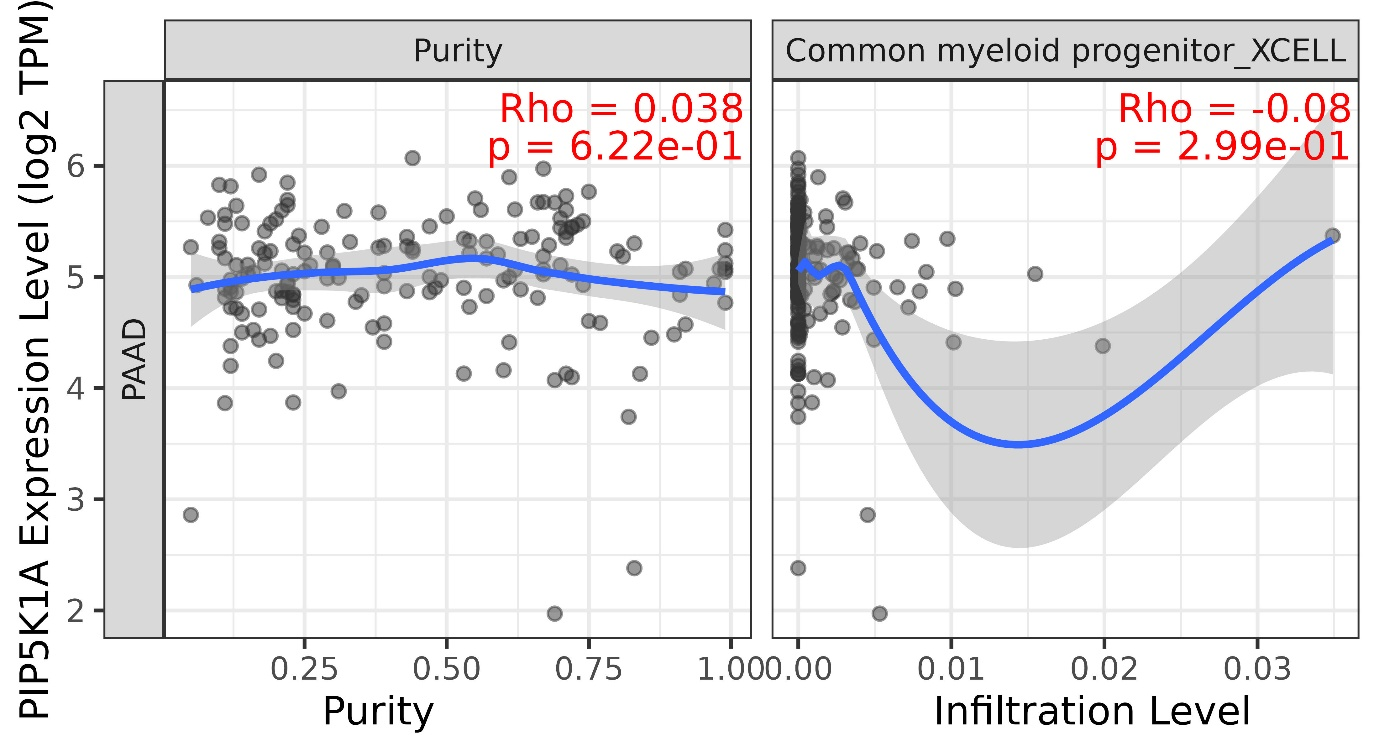 PIP5K1A Expression Level (log2 TPM)
PAAD
Purity
Common myeloid progenitor_XCELL
Rho = 0.038
p = 6.22e-01
Rho = -0.08
p = 2.99e-01
6
5
4
3
2
0.25 0.50 0.75 1.00
0.00 0.01 0.02 0.03
Purity
Infiltration Level